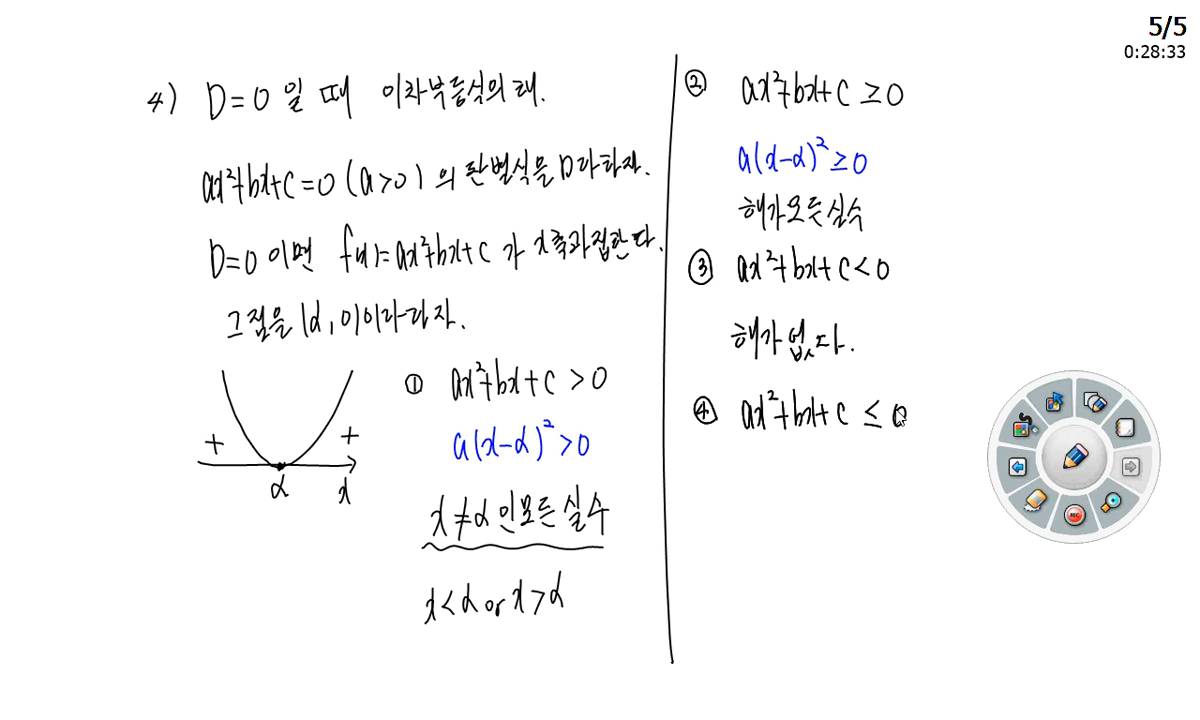 5/5
0:28:33
4) D=0 일 때 이차부등식의 해.
ax²+bx+c=0 (a>0) 의 판별식을 D라 하자.
D=0 이면 f(x)=ax²+bx+c 가 x축과 접한다.
그 점을 (α, 0)이라 하자.
+ +
α x
① ax²+bx+c >0
a(x-α)²>0
x≠α 인 모든 실수
x<α or x>α
② ax²+bx+c ≥0
a(x-α)²≥0
해가 모든 실수
③ ax²+bx+c<0
해가 없다.
④ ax²+bx+c ≤ 0
REC